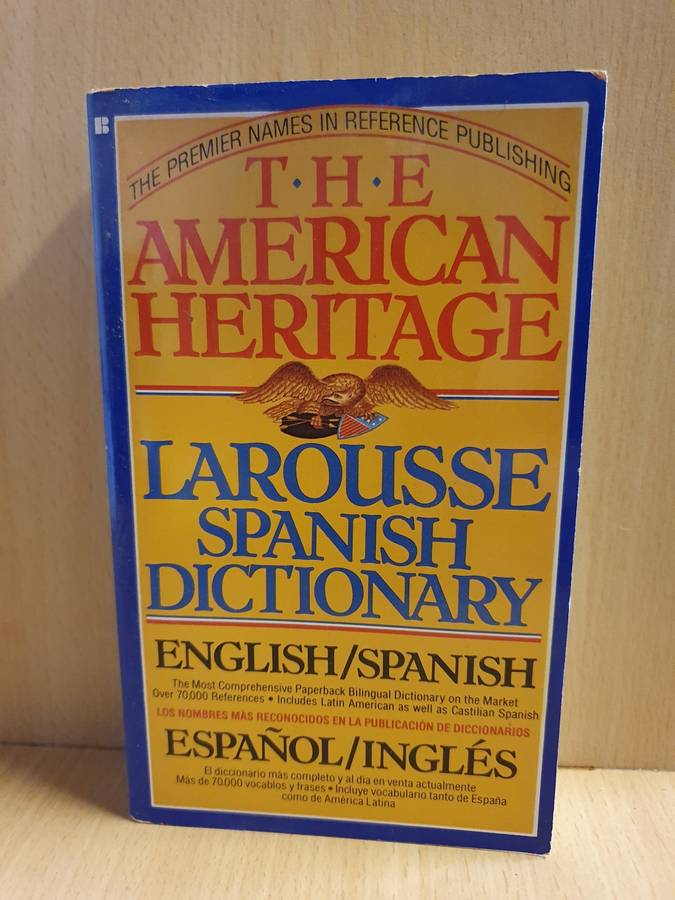 B
THE PREMIER NAMES IN REFERENCE PUBLISHING
T·H·E
AMERICAN
HERITAGE
LAROUSSE
SPANISH
DICTIONARY
ENGLISH/SPANISH
The Most Comprehensive Paperback Bilingual Dictionary on the Market
Over 70,000 References • Includes Latin American as well as Castilian Spanish
LOS NOMBRES MÁS RECONOCIDOS EN LA PUBLICACIÓN DE DICCIONARIOS
ESPAÑOL/INGLÉS
El diccionario más completo y al día en venta actualmente
Más de 70.000 vocablos y frases • Incluye vocabulario tanto de España
como de América Latina